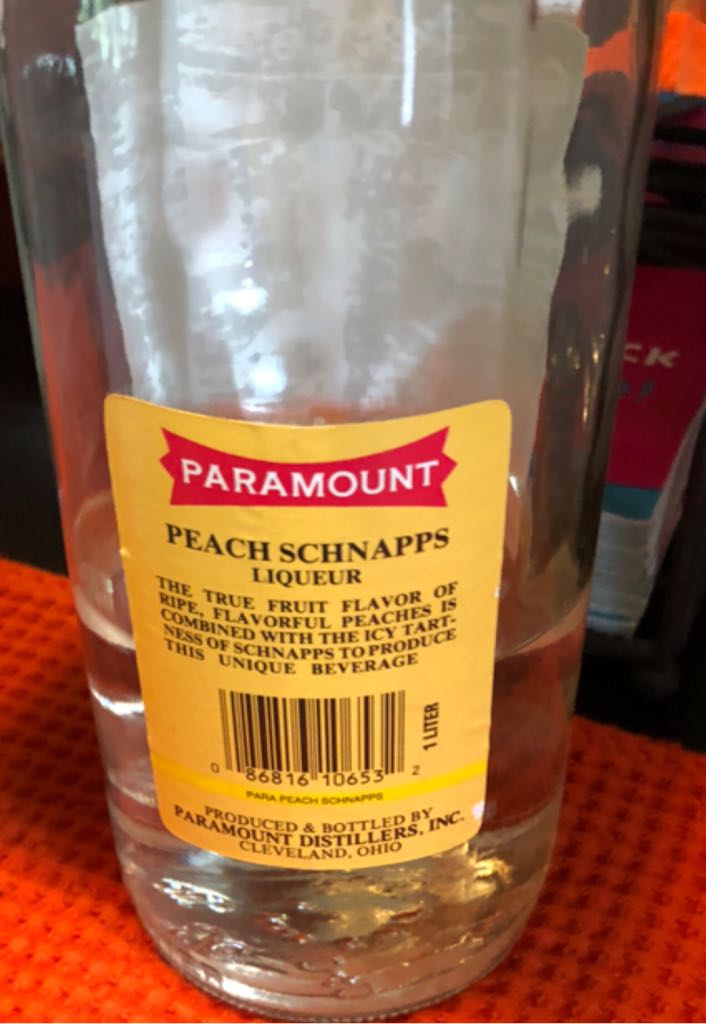 PARAMOUNT
PEACH SCHNAPPS
LIQUEUR
THE TRUE FRUIT FLAVOR OF
RIPE, FLAVORFUL PEACHES IS
COMBINED WITH THE ICY TART-
NESS OF SCHNAPPS TO PRODUCE
THIS UNIQUE BEVERAGE
1 LITER
0 86816 10653 2
PARA PEACH SCHNAPPS
PRODUCED & BOTTLED BY
PARAMOUNT DISTILLERS, INC.
CLEVELAND, OHIO
CK